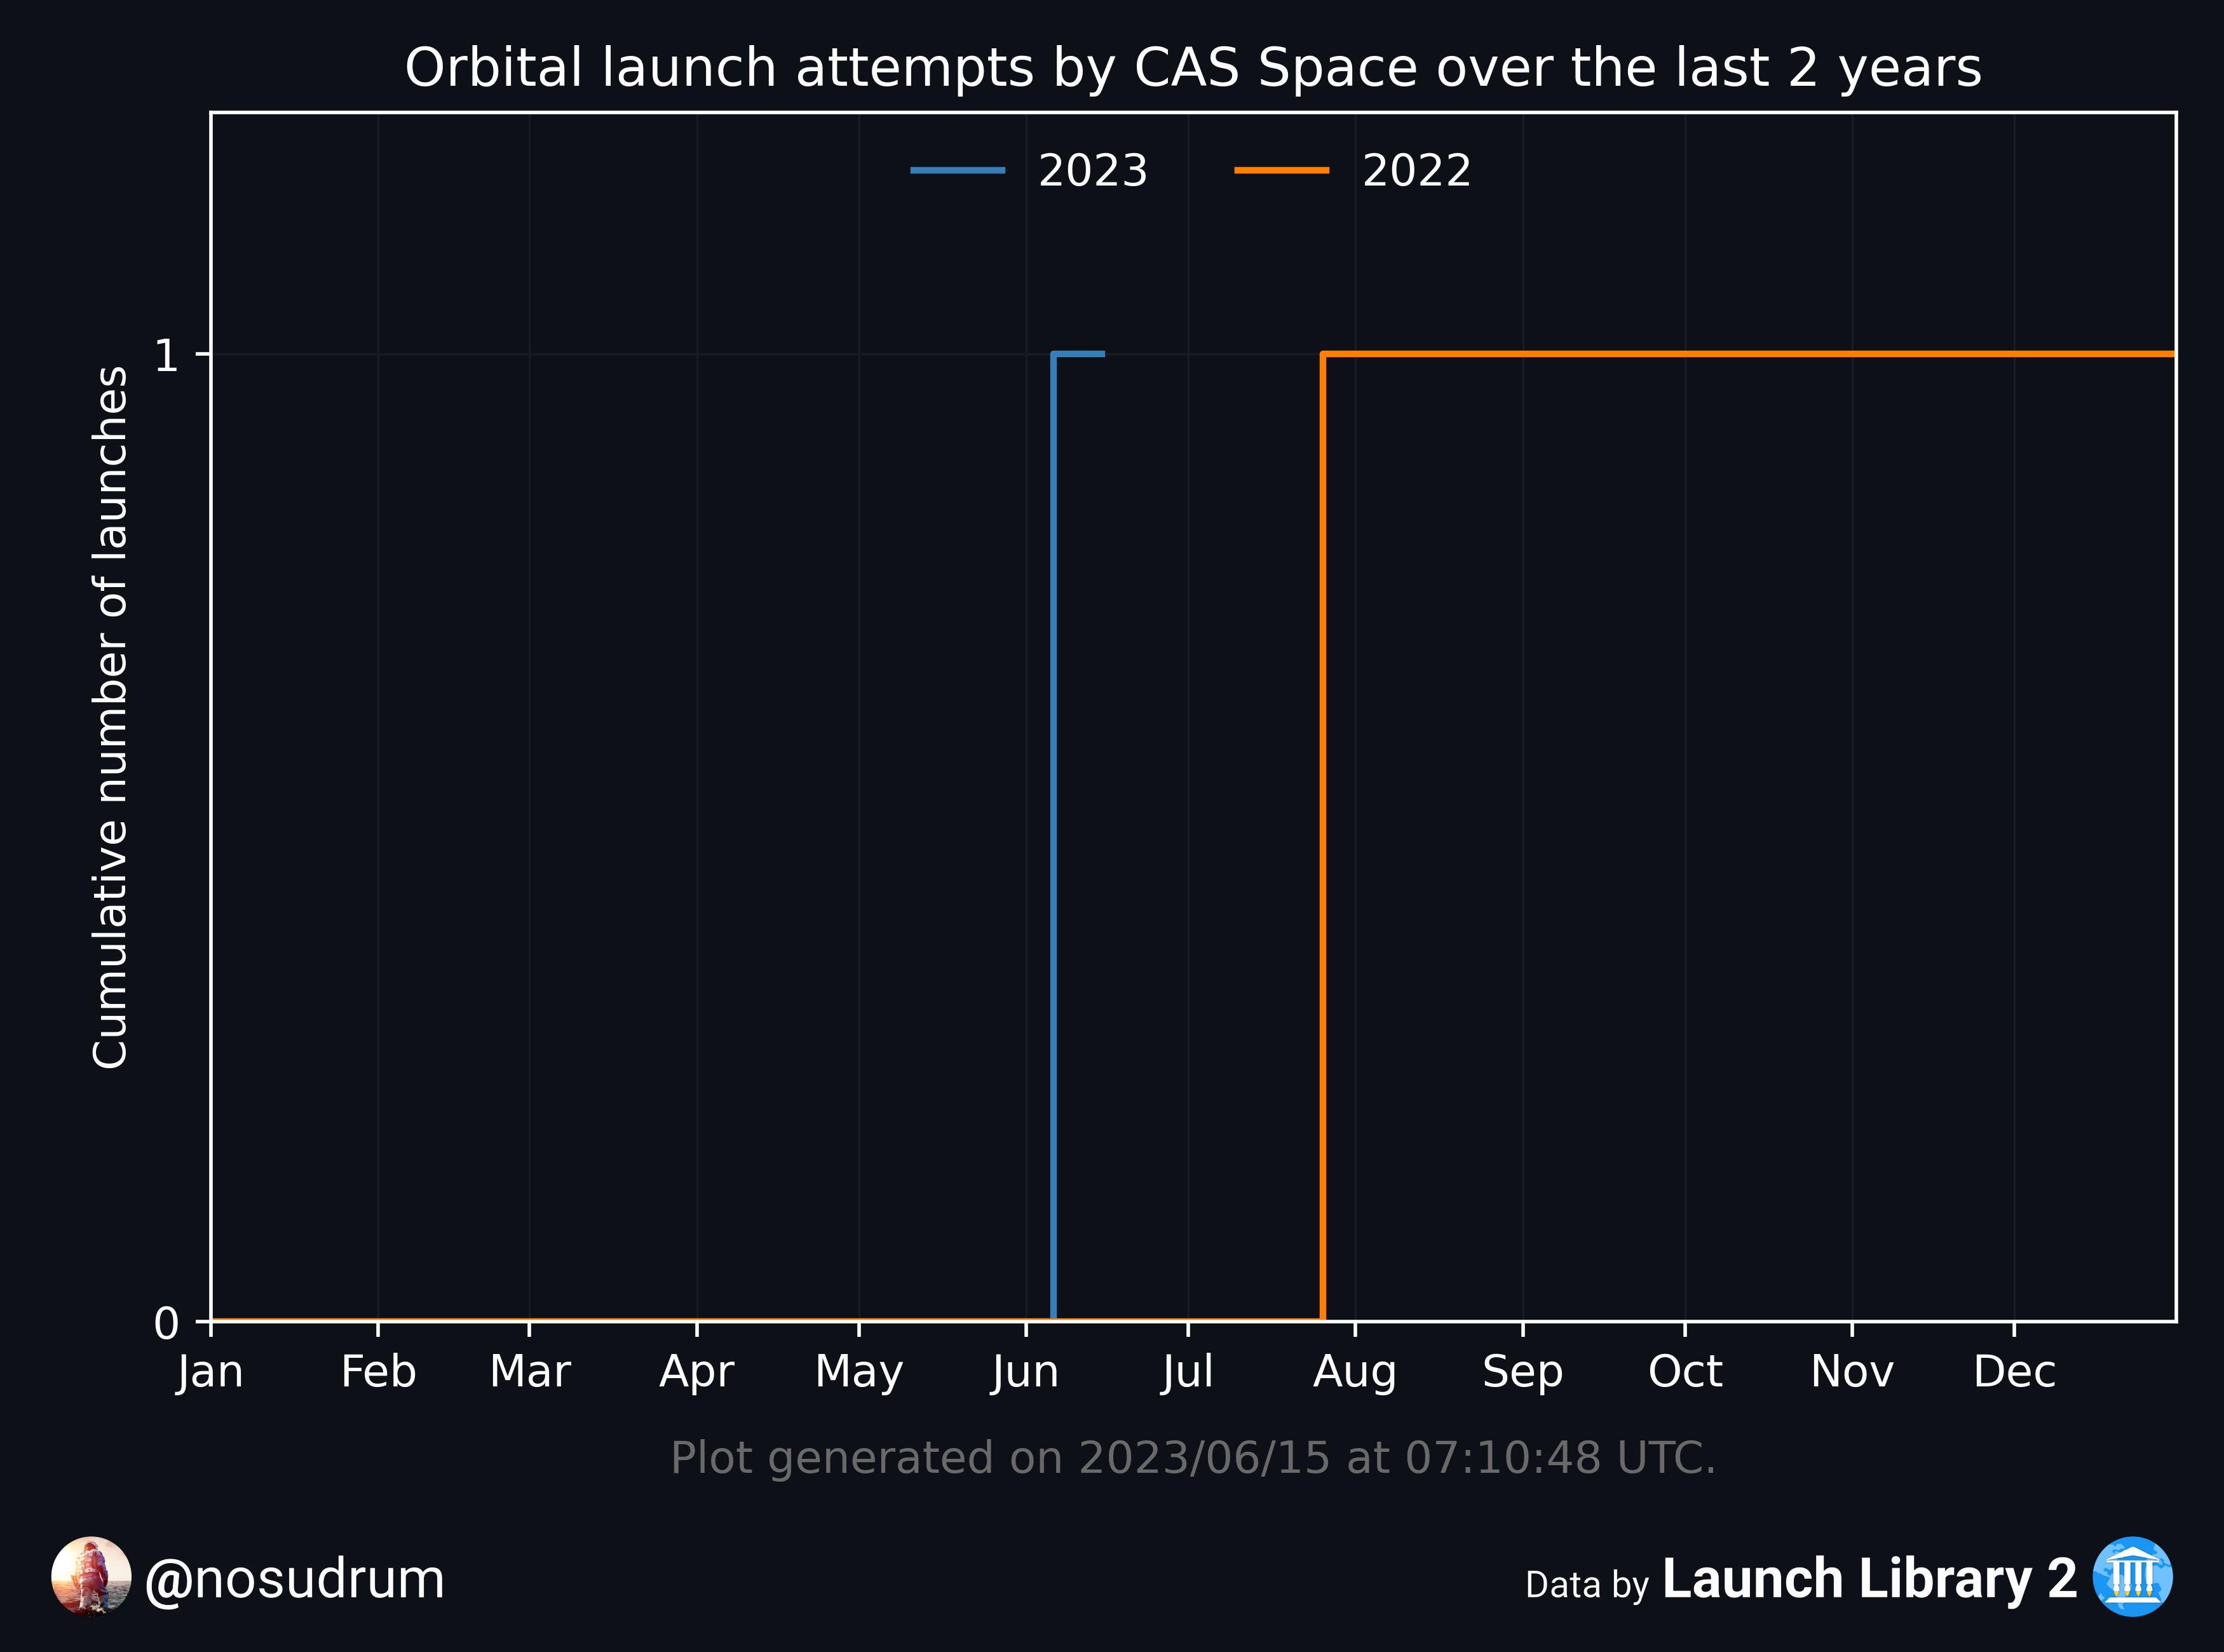 Orbital launch attempts by CAS Space over the last 2 years
2023 2022
Cumulative number of launches
1
0
Jan Feb Mar Apr May Jun Jul Aug Sep Oct Nov Dec
Plot generated on 2023/06/15 at 07:10:48 UTC.
@nosudrum
Data by Launch Library 2